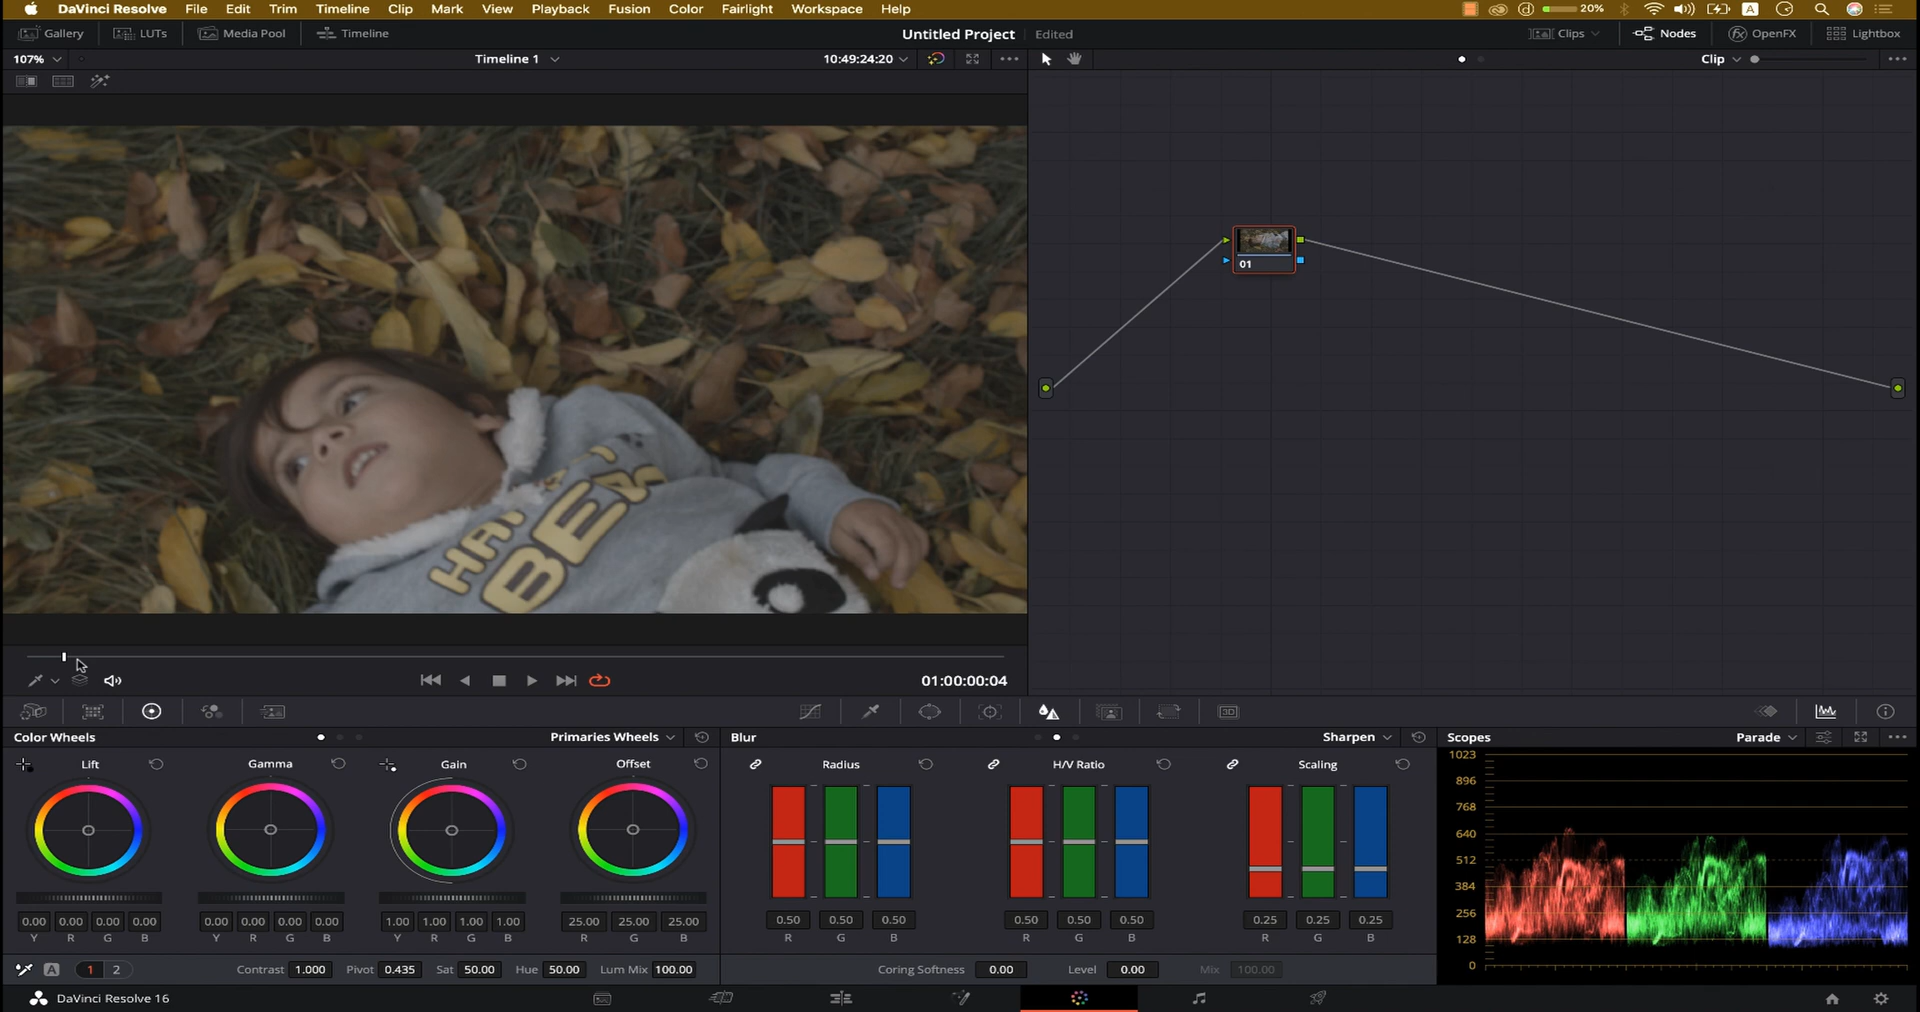 DaVinci Resolve File Edit Trim Timeline Clip Mark View Playback Fusion Color Fairlight Workspace Help 20% A
Gallery LUTs Media Pool Timeline Untitled Project Edited Clips Nodes OpenFX Lightbox
107% Timeline 1 10:49:24:20 Clip
01
BE
01:00:00:04
Color Wheels Primaries Wheels Blur Sharpen Scopes Parade
Lift Gamma Gain Offset Radius H/V Ratio Scaling
1023
896
768
640
512
384
256
128
0
0.00 0.00 0.00 0.00 0.00 0.00 0.00 0.00 1.00 1.00 1.00 1.00 25.00 25.00 25.00 0.50 0.50 0.50 0.50 0.50 0.50 0.25 0.25 0.25
Y R G B Y R G B Y R G B R G B R G B R G B R G B
A 1 2 Contrast 1.000 Pivot 0.435 Sat 50.00 Hue 50.00 Lum Mix 100.00 Coring Softness 0.00 Level 0.00 Mix 100.00
DaVinci Resolve 16
3D